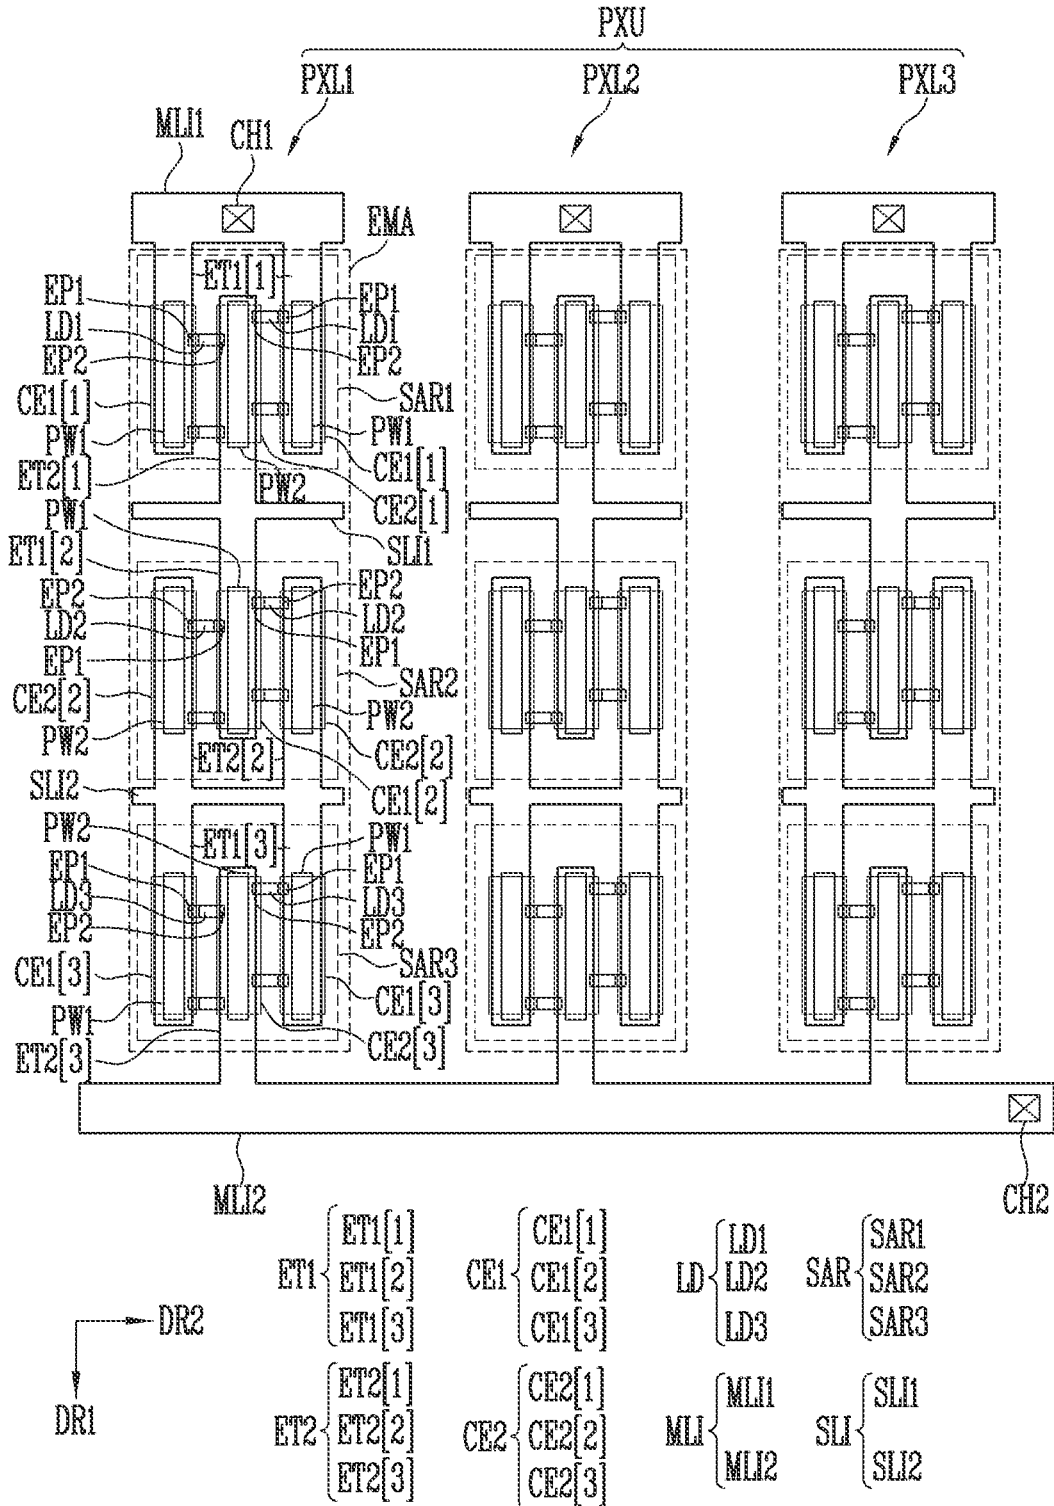 PXU
PXL1 PXL2 PXL3
MLI1 CH1
EMA
ET1[1]
EP1 EP1
LD1 LD1
EP2 EP2
CE1[1] SAR1
PW1 PW1
ET2[1] PW2 CE1[1]
PW1 CE2[1]
ET1[2] SLI1
EP2 EP2
LD2 LD2
EP1 EP1
CE2[2] SAR2
PW2 PW2
ET2[2] CE2[2]
SLI2 CE1[2]
PW2 ET1[3] PW1
EP1 EP1
LD3 LD3
EP2 EP2
CE1[3] SAR3
PW1 CE1[3]
ET2[3] CE2[3]
MLI2 CH2
ET1 ET1[1] ET1[2] ET1[3]
CE1 CE1[1] CE1[2] CE1[3]
LD LD1 LD2 LD3
SAR SAR1 SAR2 SAR3
DR2
DR1
ET2 ET2[1] ET2[2] ET2[3]
CE2 CE2[1] CE2[2] CE2[3]
MLI MLI1 MLI2
SLI SLI1 SLI2